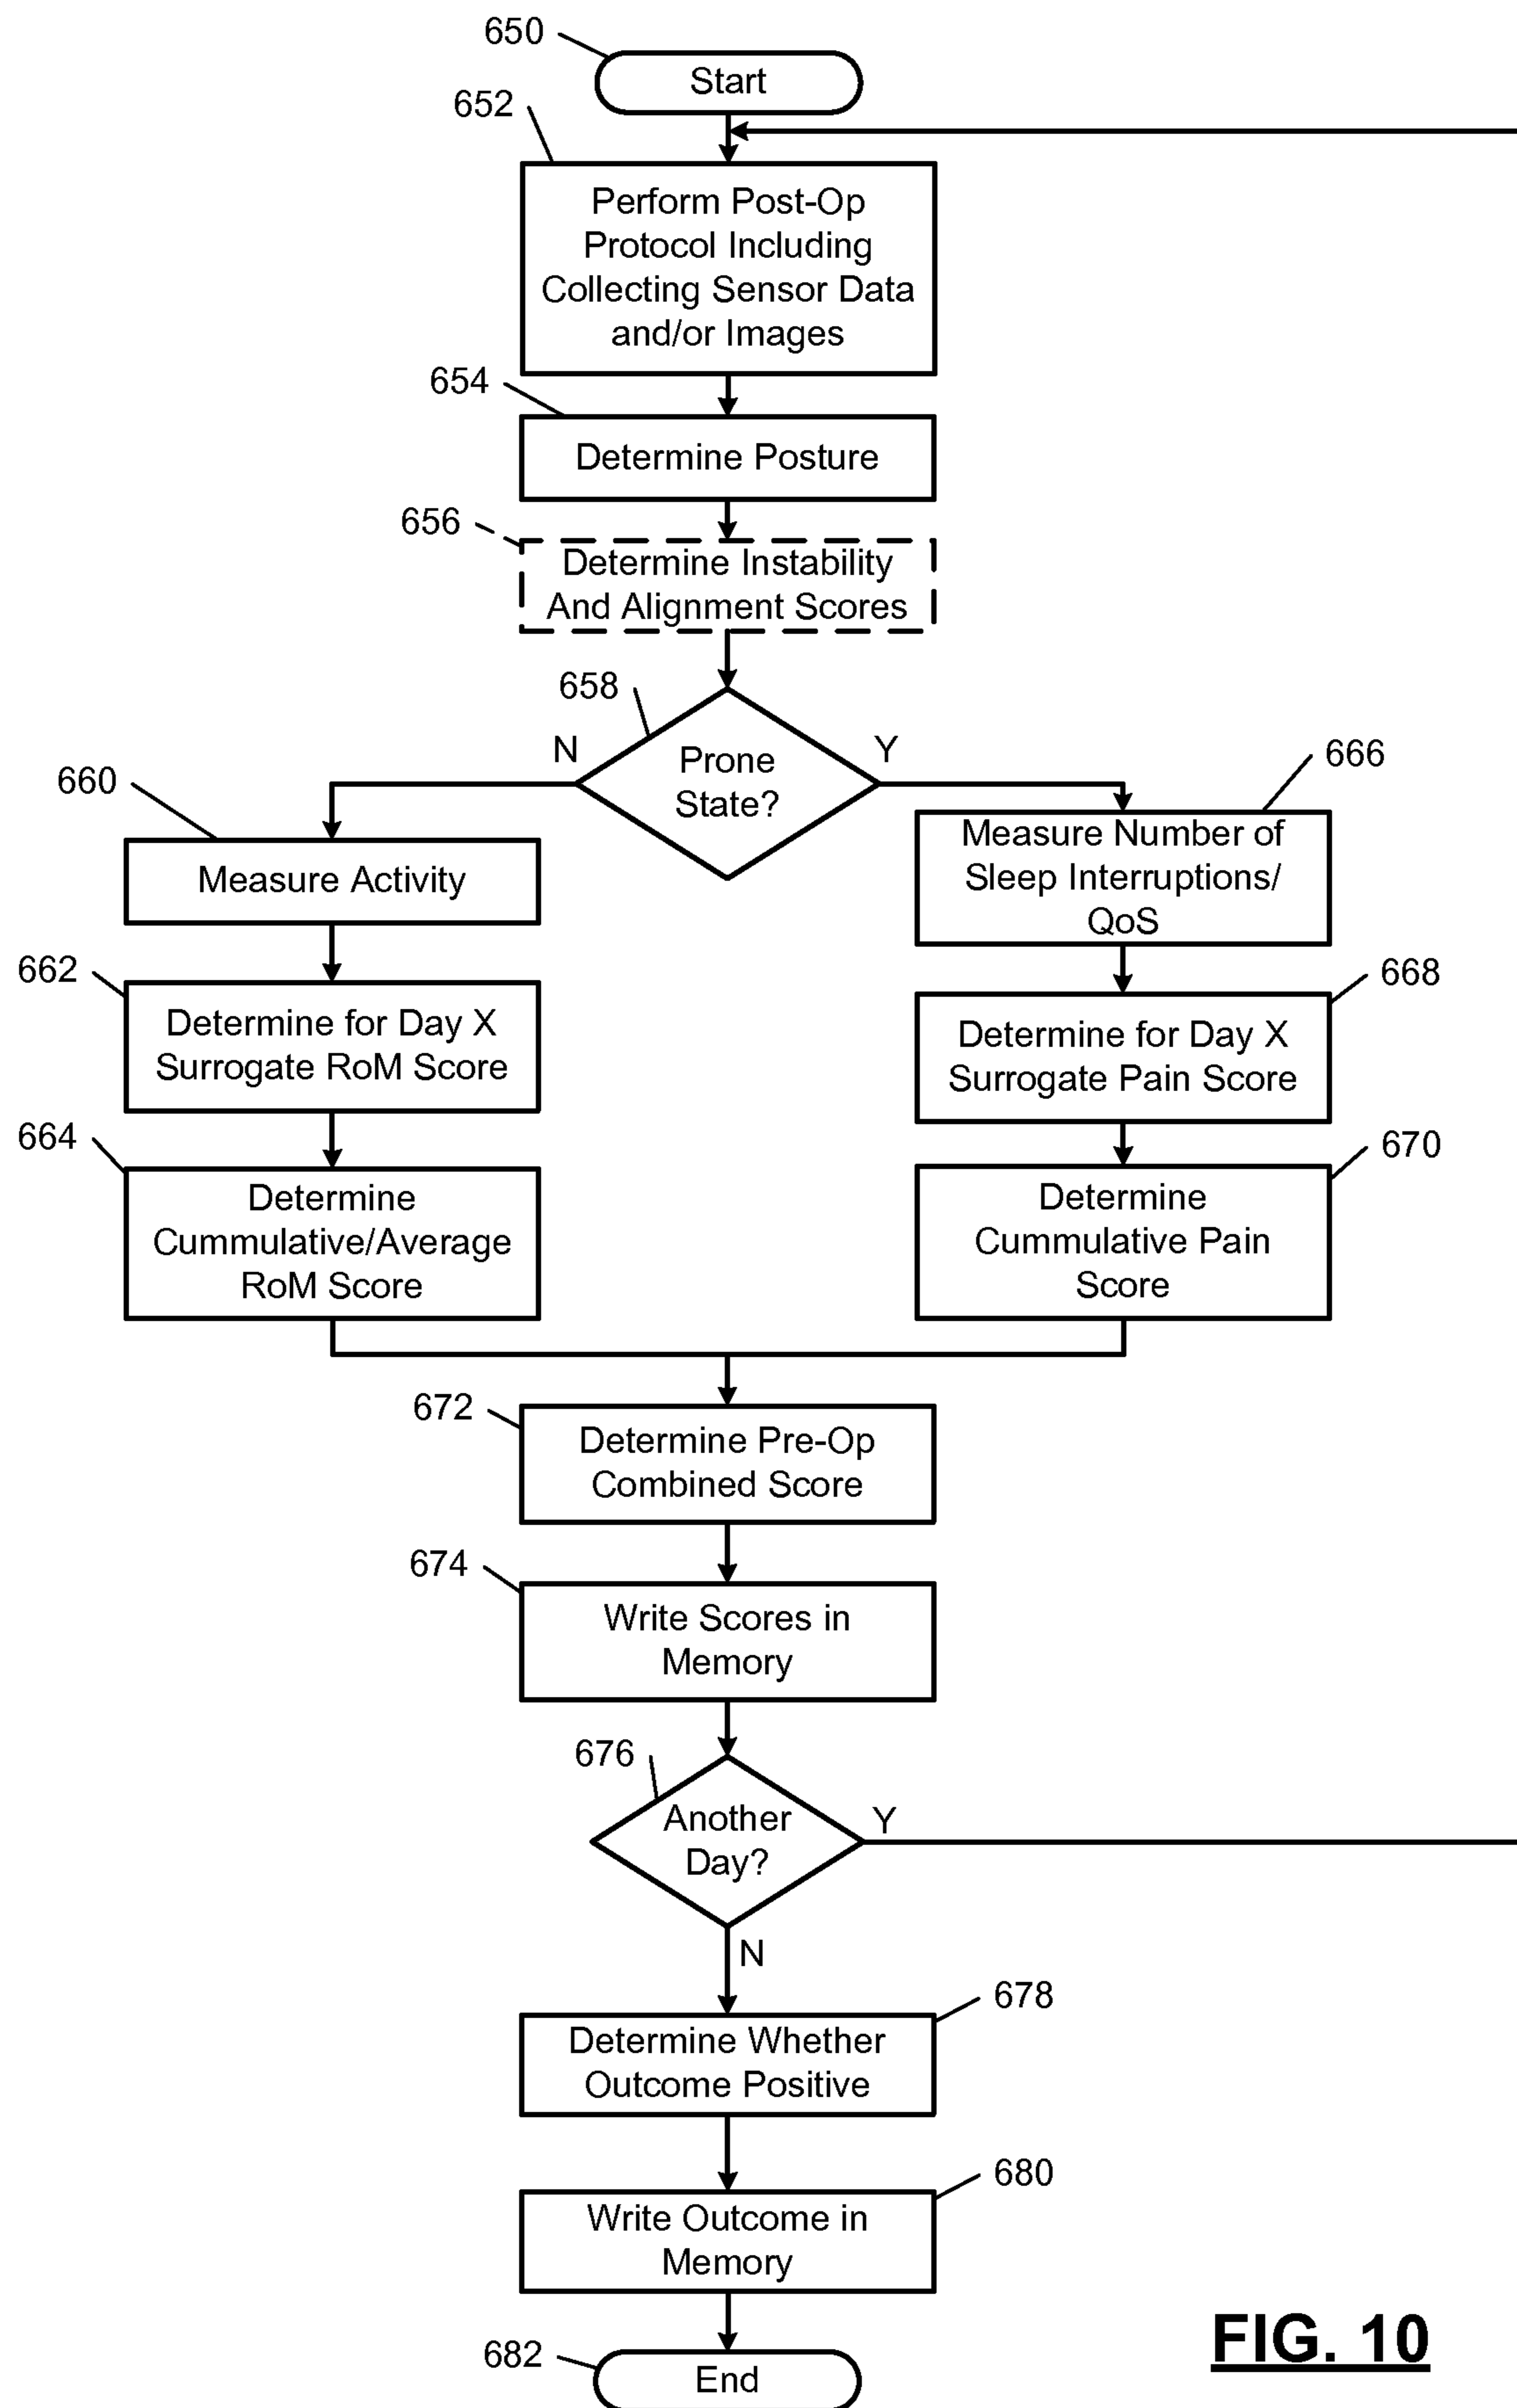 650
Start
652
Perform Post-Op
Protocol Including
Collecting Sensor Data
and/or Images
654
Determine Posture
656
Determine Instability
And Alignment Scores
658
N
Prone
State?
Y
660
Measure Activity
662
Determine for Day X
Surrogate RoM Score
664
Determine
Cummulative/Average
RoM Score
666
Measure Number of
Sleep Interruptions/
QoS
668
Determine for Day X
Surrogate Pain Score
670
Determine
Cummulative Pain
Score
672
Determine Pre-Op
Combined Score
674
Write Scores in
Memory
676
Another
Day?
Y
N
678
Determine Whether
Outcome Positive
680
Write Outcome in
Memory
682
End
FIG. 10